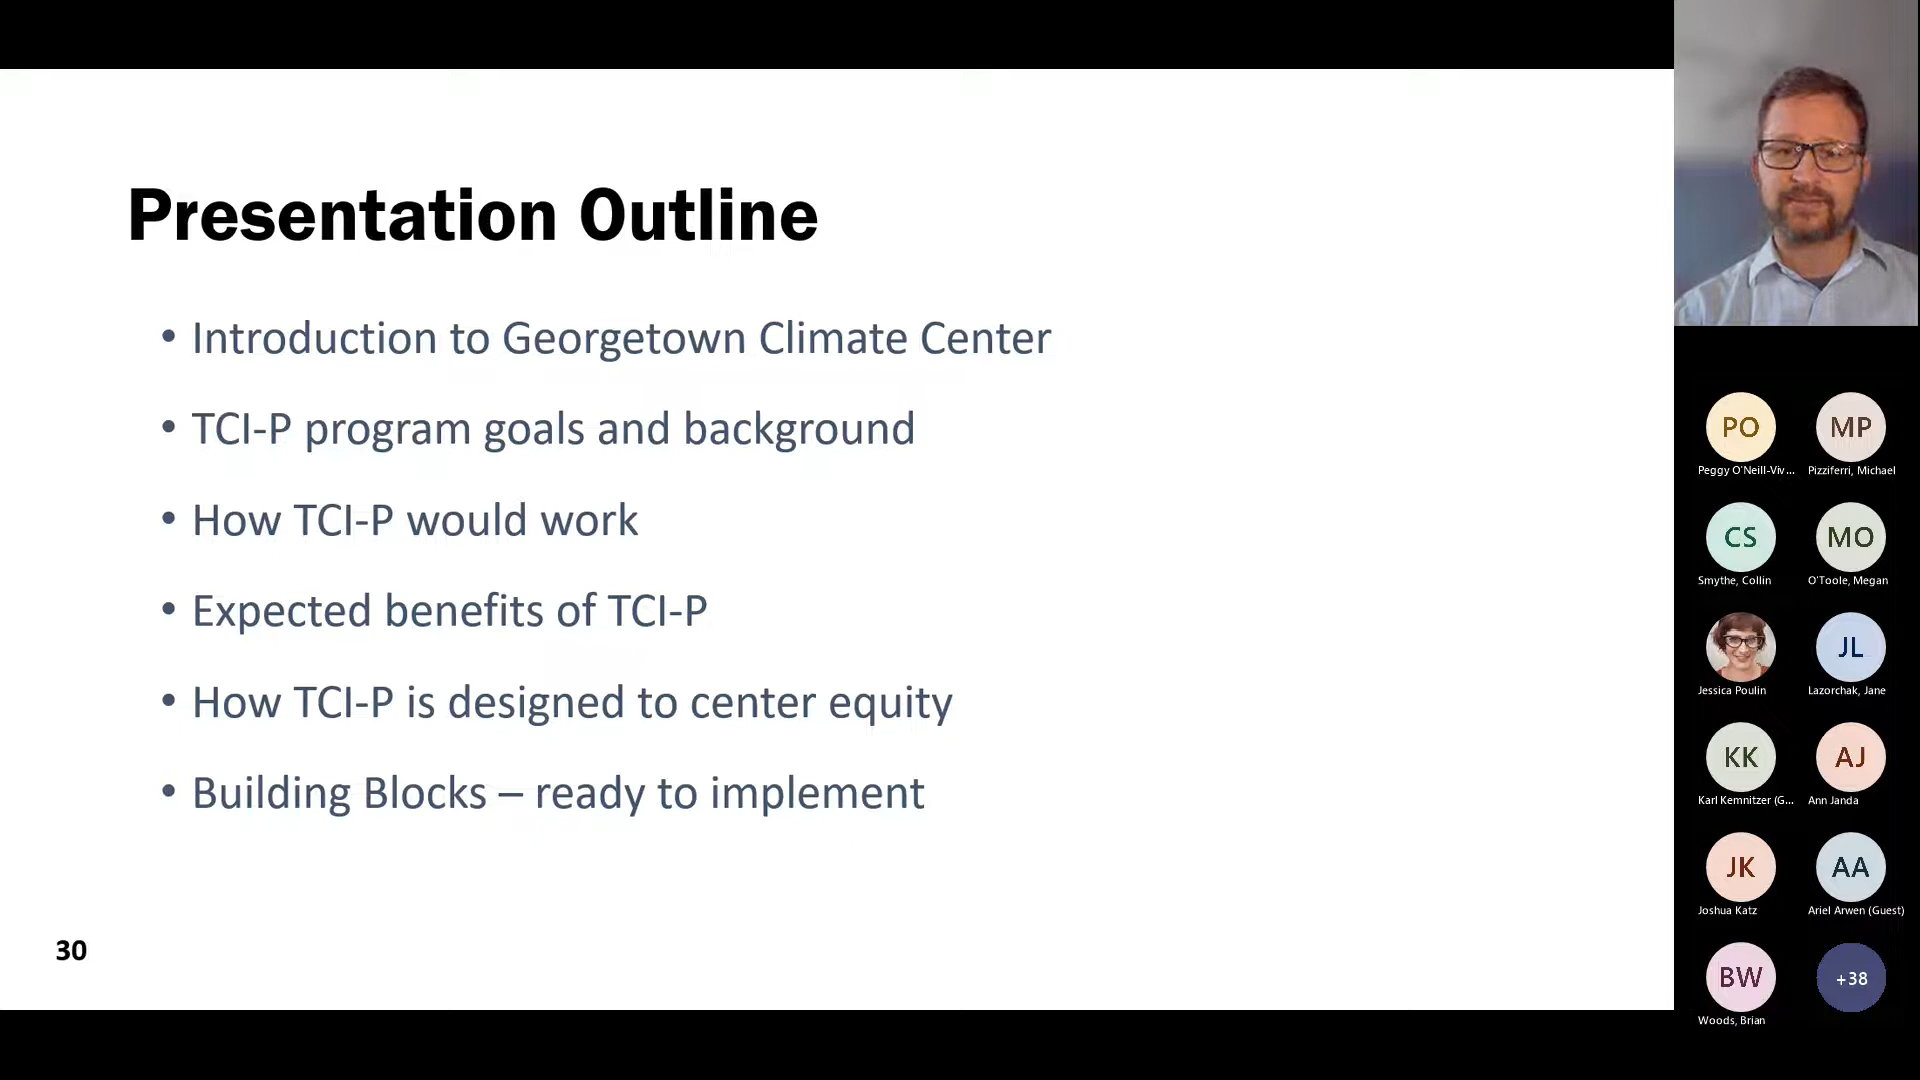 Presentation Outline
• Introduction to Georgetown Climate Center
• TCI-P program goals and background
• How TCI-P would work
• Expected benefits of TCI-P
• How TCI-P is designed to center equity
• Building Blocks – ready to implement
30
PO
MP
Peggy O'Neill-Viv...
Pizziferri, Michael
CS
MO
Smythe, Collin
O'Toole, Megan
JL
Jessica Poulin
Lazorchak, Jane
KK
AJ
Karl Kemnitzer (G...
Ann Janda
JK
AA
Joshua Katz
Ariel Arwen (Guest)
BW
+38
Woods, Brian